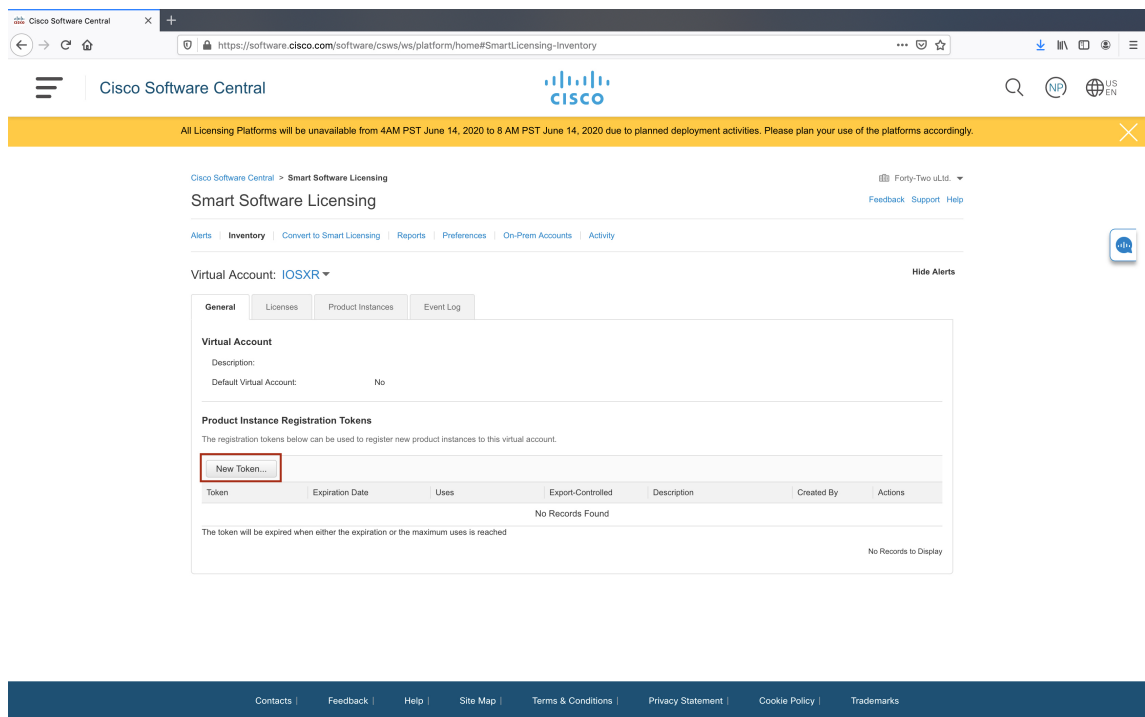 Cisco Software Central
https://software.cisco.com/software/csws/ws/platform/home#SmartLicensing-Inventory
Cisco Software Central
CISCO
NP
US
EN
All Licensing Platforms will be unavailable from 4AM PST June 14, 2020 to 8 AM PST June 14, 2020 due to planned deployment activities. Please plan your use of the platforms accordingly.
Cisco Software Central > Smart Software Licensing
Forty-Two uLtd.
Smart Software Licensing
Feedback Support Help
Alerts | Inventory | Convert to Smart Licensing | Reports | Preferences | On-Prem Accounts | Activity
Virtual Account: IOSXR
Hide Alerts
General Licenses Product Instances Event Log
Virtual Account
Description:
Default Virtual Account: No
Product Instance Registration Tokens
The registration tokens below can be used to register new product instances to this virtual account.
New Token...
Token Expiration Date Uses Export-Controlled Description Created By Actions
No Records Found
The token will be expired when either the expiration or the maximum uses is reached
No Records to Display
Contacts | Feedback | Help | Site Map | Terms & Conditions | Privacy Statement | Cookie Policy | Trademarks